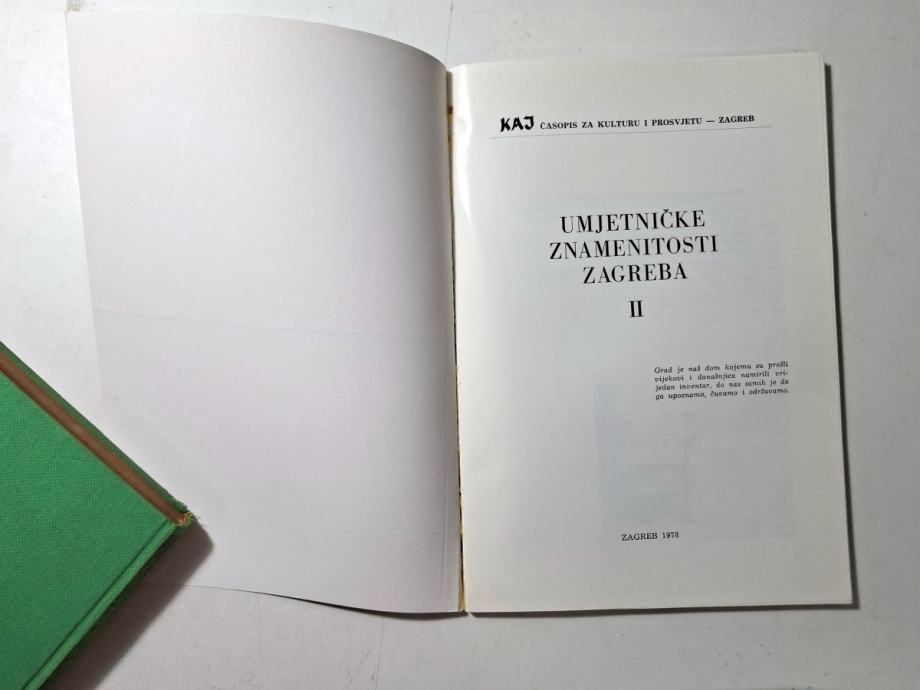 KAJ ČASOPIS ZA KULTURU I PROSVJETU — ZAGREB
UMJETNIČKE
ZNAMENITOSTI
ZAGREBA
II
Grad je naš dom kojemu su prošli
vijekovi i današnjica namirili vri-
jedan inventar, do nas samih je da
ga upoznamo, čuvamo i održavamo.
ZAGREB 1978